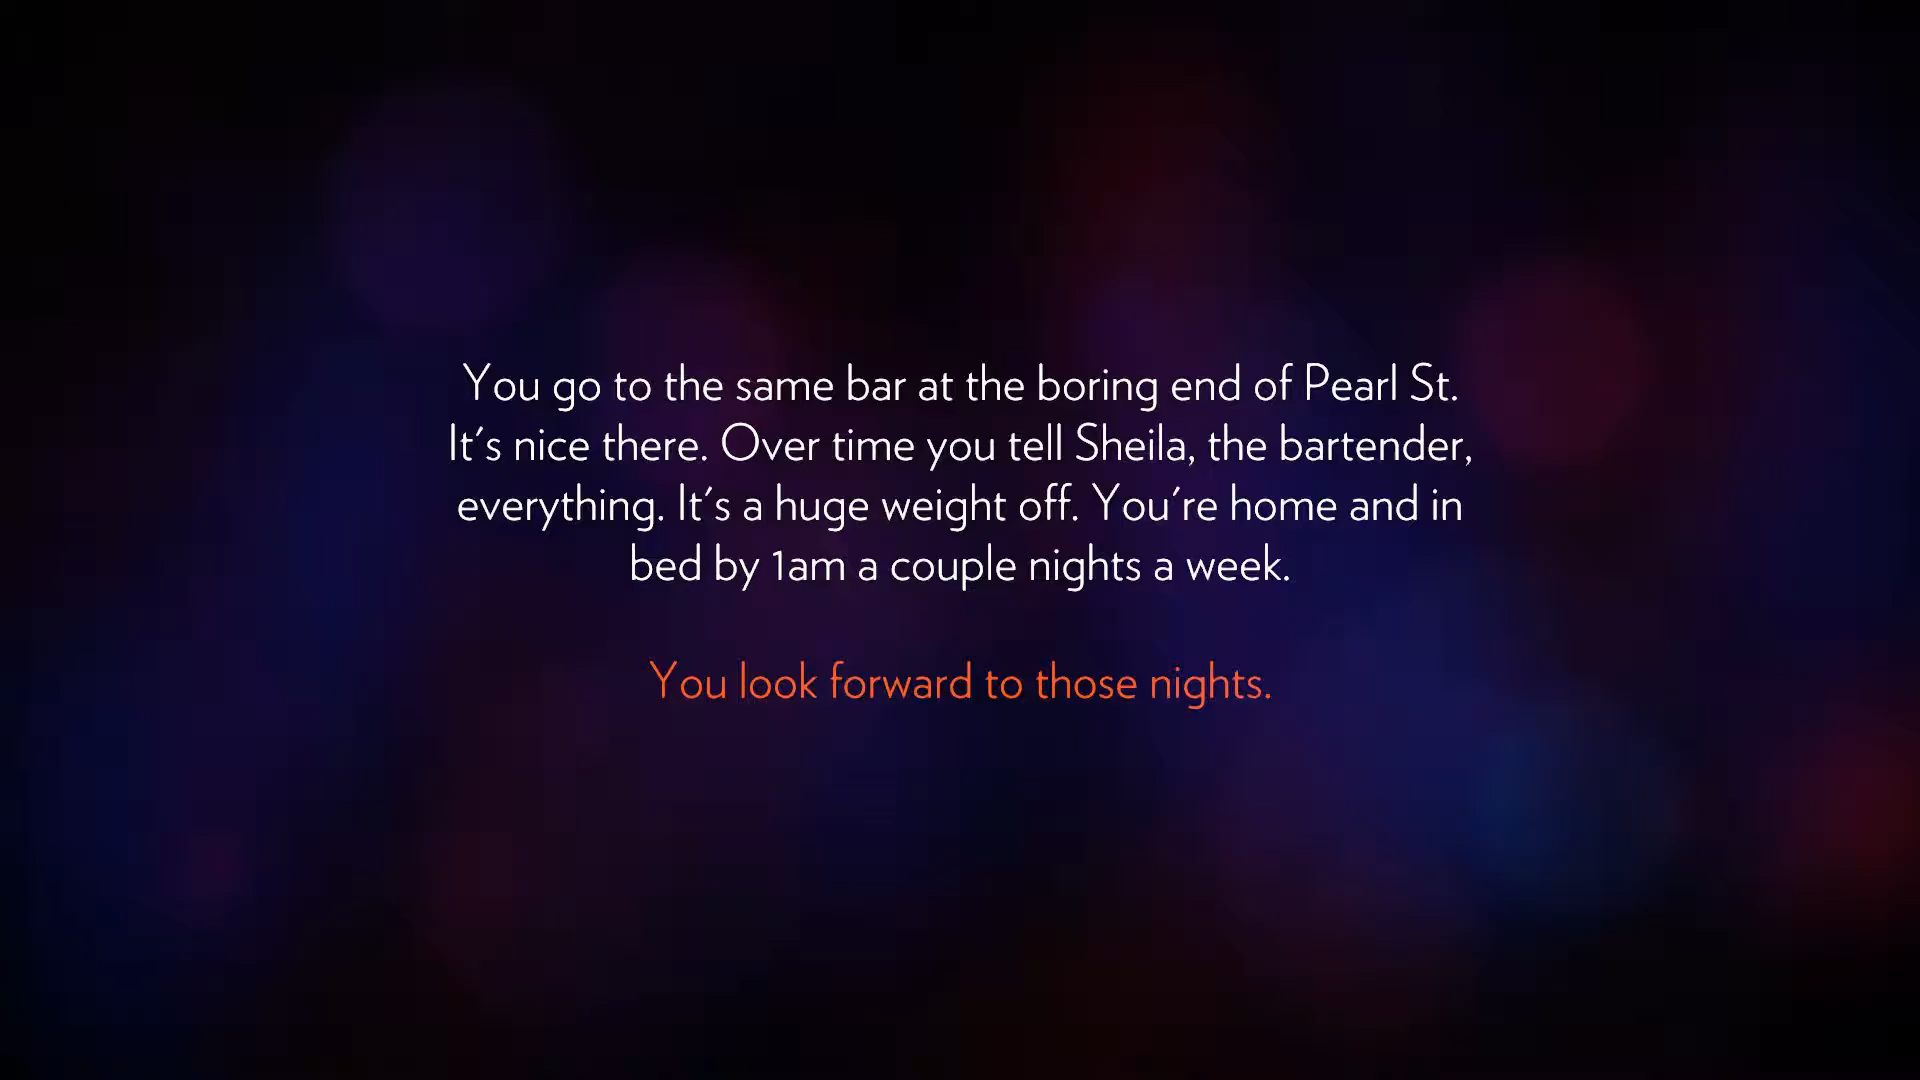 You go to the same bar at the boring end of Pearl St.
It's nice there. Over time you tell Sheila, the bartender,
everything. It's a huge weight off. You're home and in
bed by 1am a couple nights a week.
You look forward to those nights.